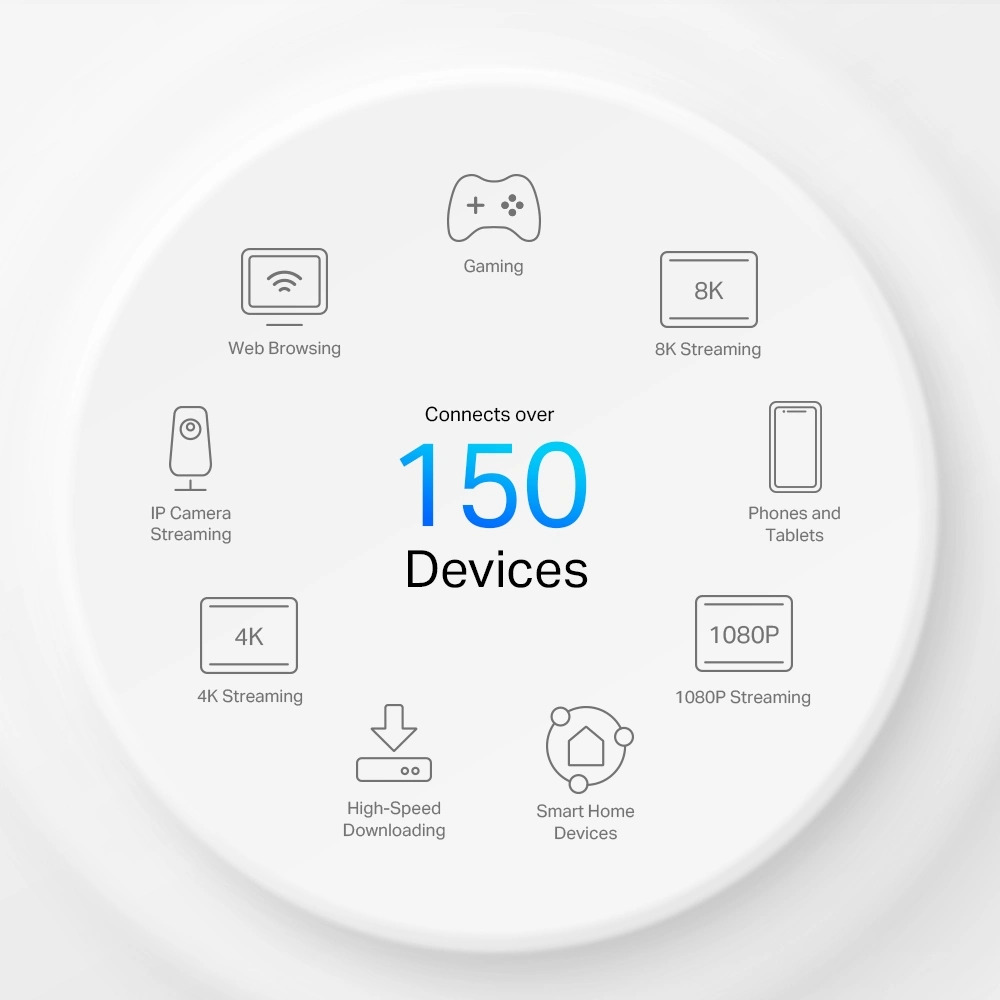 Gaming
Web Browsing
8K
8K Streaming
Connects over
150
Devices
IP Camera
Streaming
Phones and
Tablets
4K
4K Streaming
1080P
1080P Streaming
High-Speed
Downloading
Smart Home
Devices